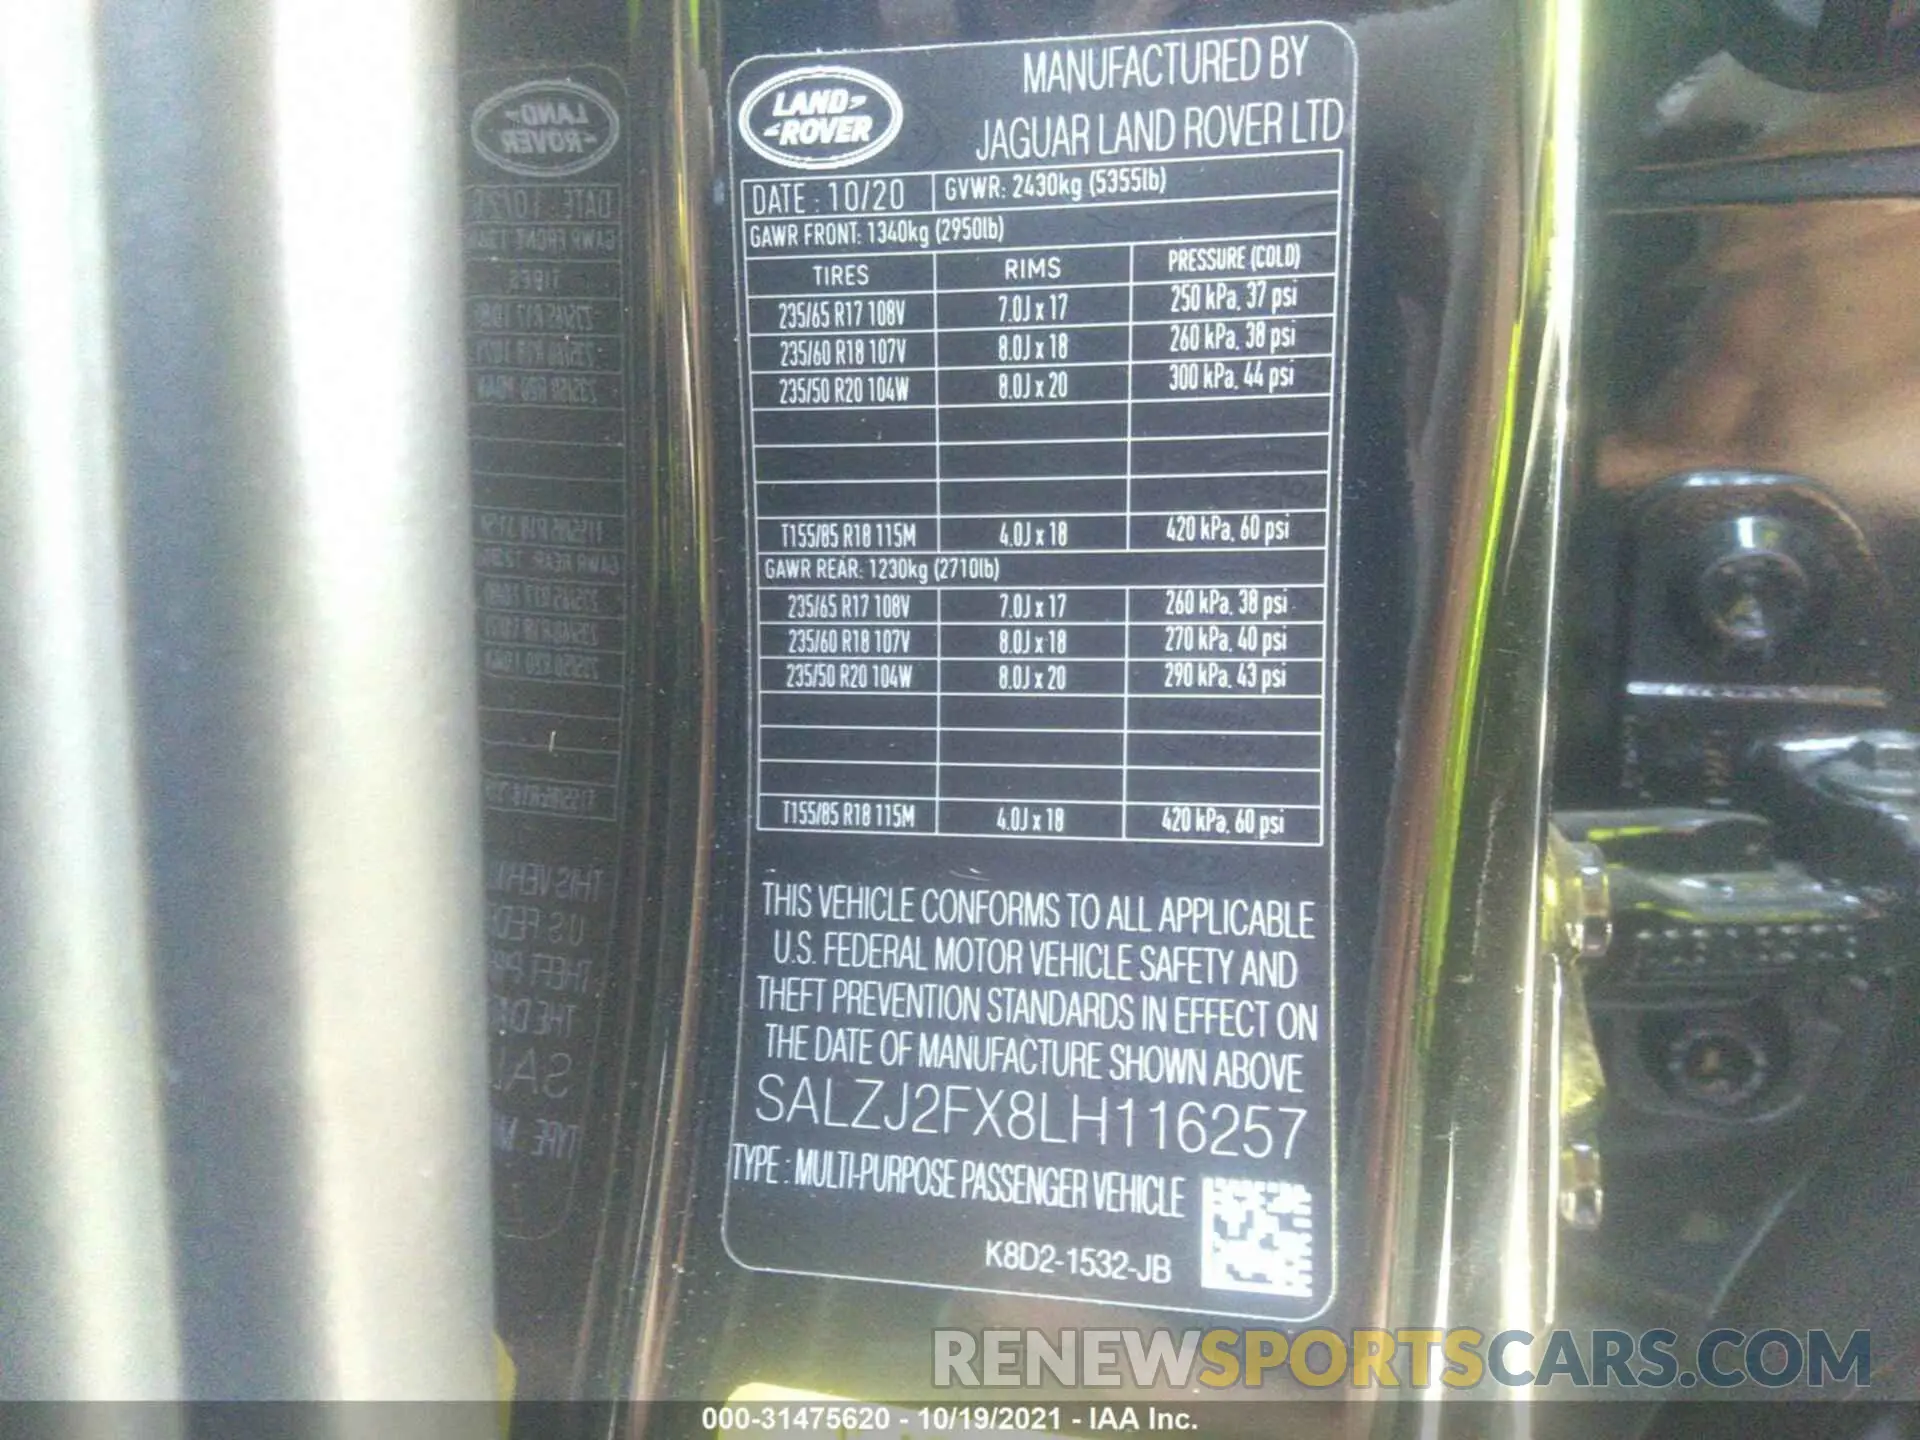 LAND ROVER
MANUFACTURED BY
JAGUAR LAND ROVER LTD
DATE : 10/20 GVWR: 2430kg (5355lb)
GAWR FRONT: 1340kg (2950lb)
TIRES RIMS PRESSURE (COLD)
235/65 R17 108V 7.0J x 17 250 kPa, 37 psi
235/60 R18 107V 8.0J x 18 260 kPa, 38 psi
235/50 R20 104W 8.0J x 20 300 kPa, 44 psi
T155/85 R18 115M 4.0J x 18 420 kPa, 60 psi
GAWR REAR: 1230kg (2710lb)
235/65 R17 108V 7.0J x 17 260 kPa, 38 psi
235/60 R18 107V 8.0J x 18 270 kPa, 40 psi
235/50 R20 104W 8.0J x 20 290 kPa, 43 psi
T155/85 R18 115M 4.0J x 18 420 kPa, 60 psi
THIS VEHICLE CONFORMS TO ALL APPLICABLE
U.S. FEDERAL MOTOR VEHICLE SAFETY AND
THEFT PREVENTION STANDARDS IN EFFECT ON
THE DATE OF MANUFACTURE SHOWN ABOVE
SALZJ2FX8LH116257
TYPE : MULTI-PURPOSE PASSENGER VEHICLE
K8D2-1532-JB
RENEWSPORTSCARS.COM
000-31475620 - 10/19/2021 - IAA Inc.